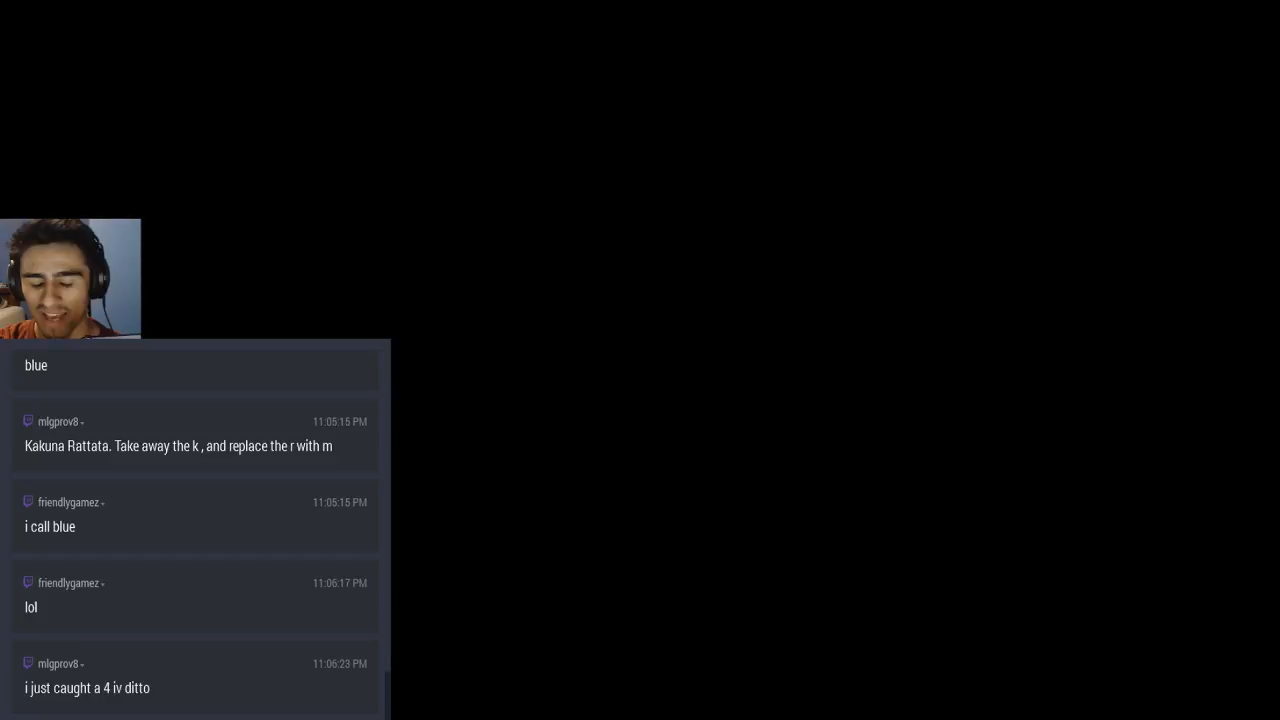 blue
mlgprov8
11:05:15 PM
Kakuna Rattata. Take away the k , and replace the r with m
friendlygamez
11:05:15 PM
i call blue
friendlygamez
11:06:17 PM
lol
mlgprov8
11:06:23 PM
i just caught a 4 iv ditto